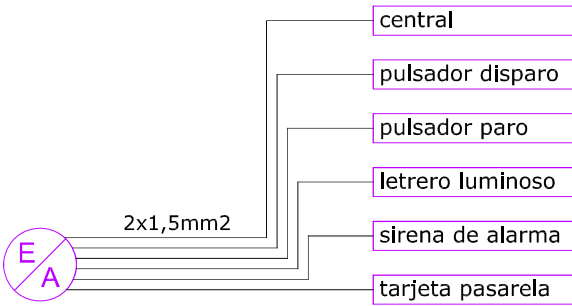 central
pulsador disparo
pulsador paro
letrero luminoso
2x1,5mm2
sirena de alarma
E
A
tarjeta pasarela